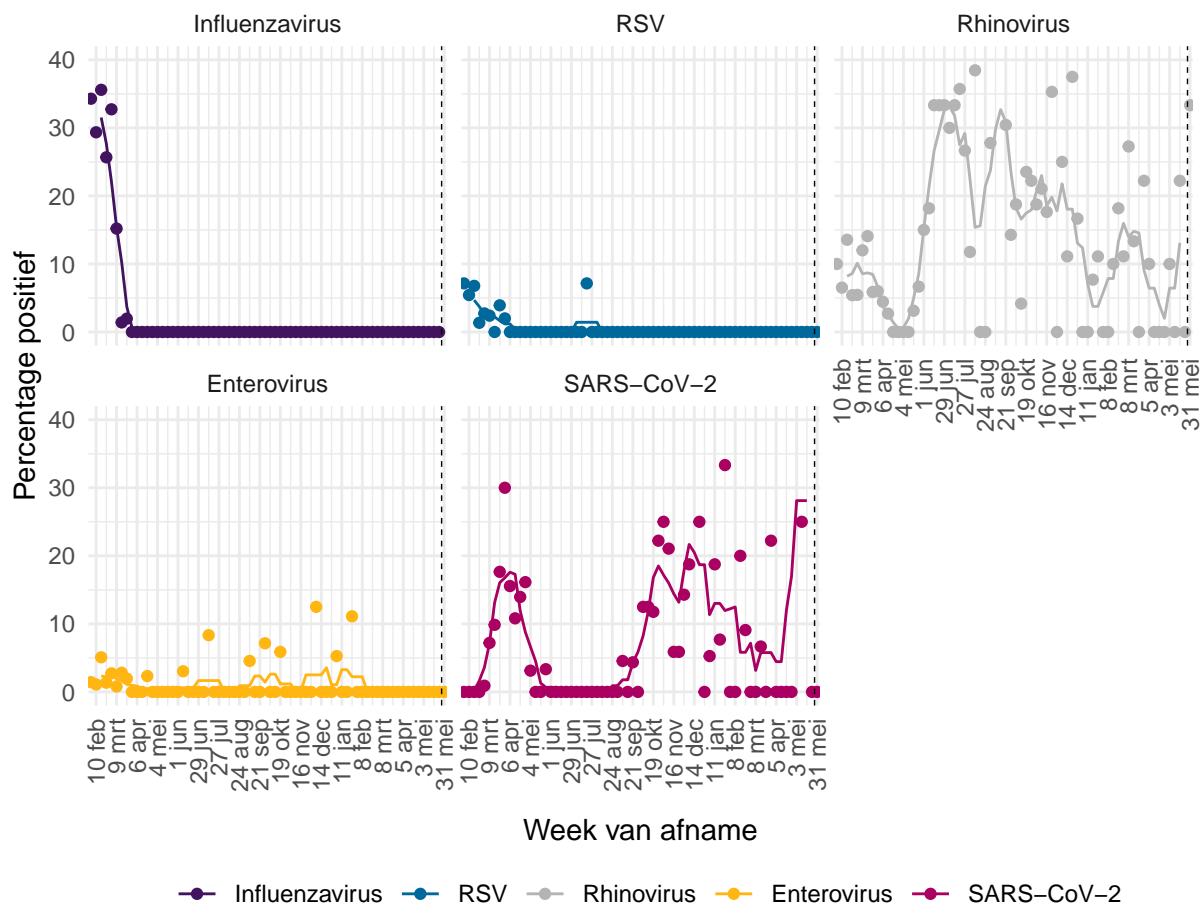 Influenzavirus RSV Rhinovirus
40
30
20
10
0
10 feb
9 mrt
6 apr
4 mei
1 jun
29 jun
27 jul
24 aug
21 sep
19 okt
16 nov
14 dec
11 jan
8 feb
8 mrt
5 apr
3 mei
31 mei
Enterovirus SARS−CoV−2
40
30
20
10
0
10 feb
9 mrt
6 apr
4 mei
1 jun
29 jun
27 jul
24 aug
21 sep
19 okt
16 nov
14 dec
11 jan
8 feb
8 mrt
5 apr
3 mei
31 mei
10 feb
9 mrt
6 apr
4 mei
1 jun
29 jun
27 jul
24 aug
21 sep
19 okt
16 nov
14 dec
11 jan
8 feb
8 mrt
5 apr
3 mei
31 mei
Percentage positief
Week van afname
Influenzavirus RSV Rhinovirus Enterovirus SARS−CoV−2